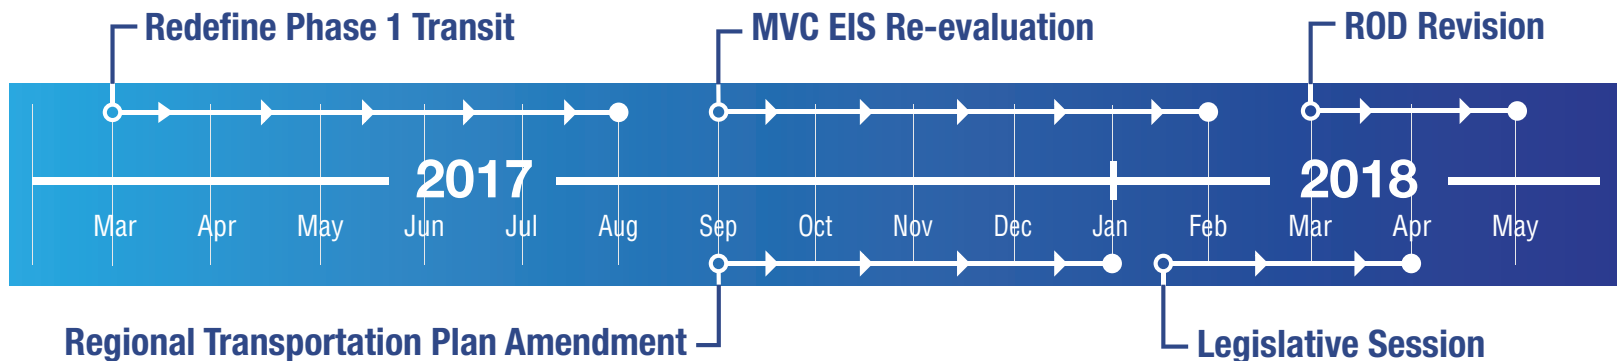 Redefine Phase 1 Transit
MVC EIS Re-evaluation
ROD Revision
2017
2018
Mar Apr May Jun Jul Aug Sep Oct Nov Dec Jan Feb Mar Apr May
Regional Transportation Plan Amendment
Legislative Session